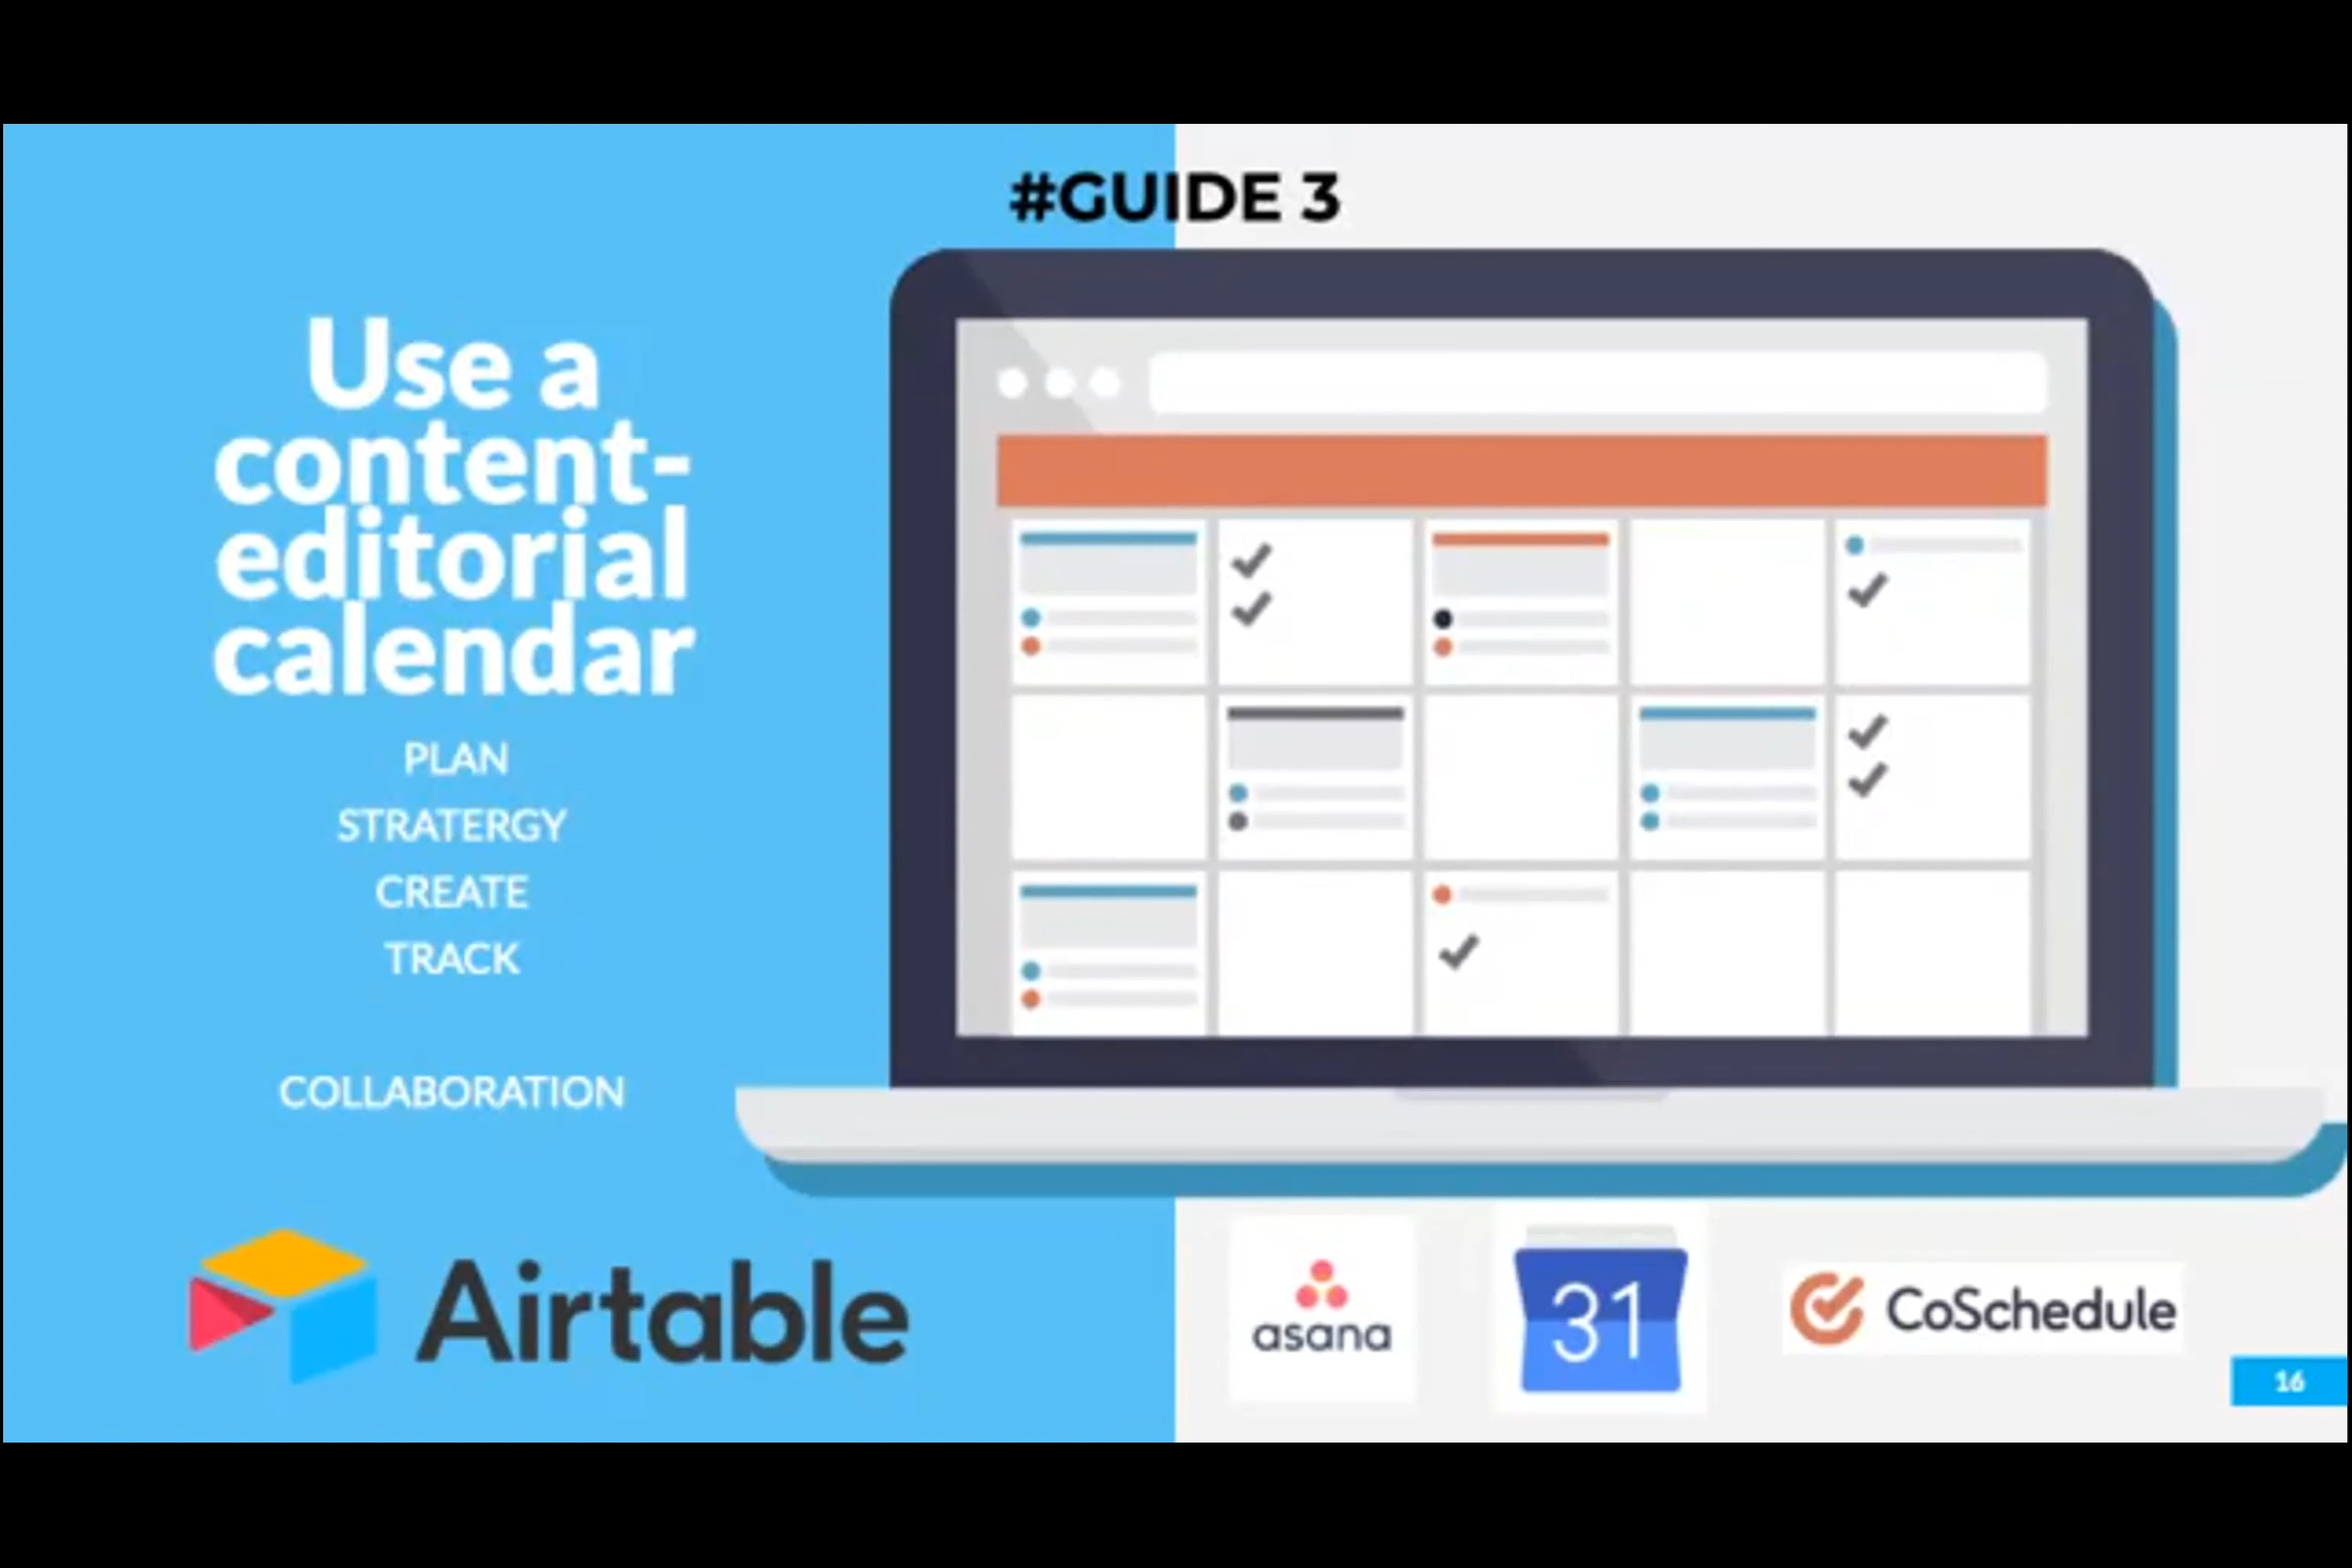 #GUIDE 3
Use a
content-
editorial
calendar
PLAN
STRATERGY
CREATE
TRACK
COLLABORATION
Airtable
asana
31
CoSchedule
16